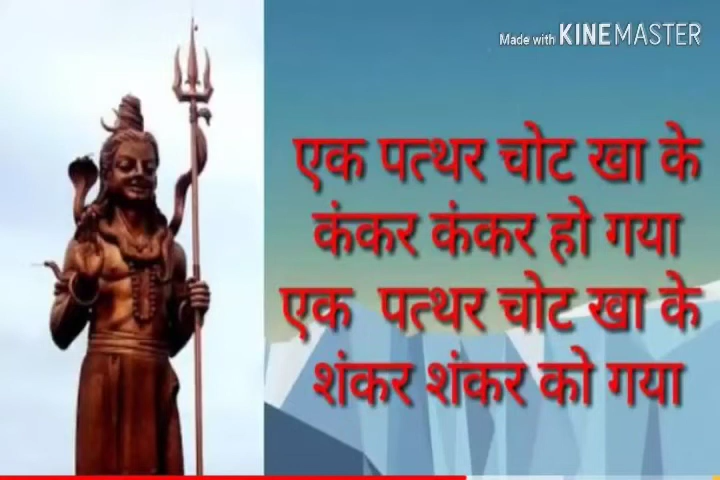 Made with KINEMASTER
एक पत्थर चोट खा के
कंकर कंकर हो गया
एक पत्थर चोट खा के
शंकर शंकर को गया